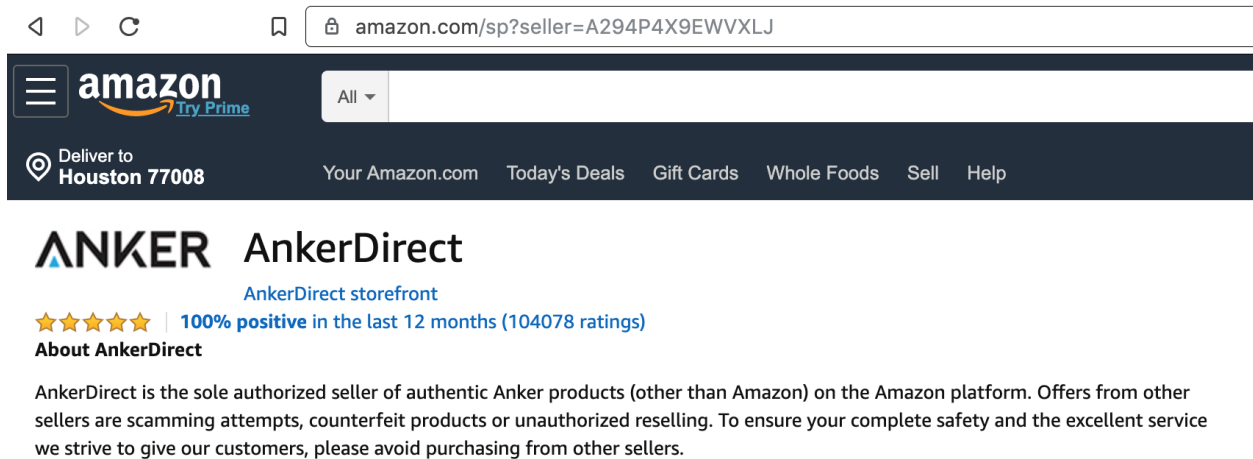 amazon.com/sp?seller=A294P4X9EWVXLJ
amazon
Try Prime
All
Deliver to
Houston 77008
Your Amazon.com Today's Deals Gift Cards Whole Foods Sell Help
ANKER AnkerDirect
AnkerDirect storefront
100% positive in the last 12 months (104078 ratings)
About AnkerDirect
AnkerDirect is the sole authorized seller of authentic Anker products (other than Amazon) on the Amazon platform. Offers from other
sellers are scamming attempts, counterfeit products or unauthorized reselling. To ensure your complete safety and the excellent service
we strive to give our customers, please avoid purchasing from other sellers.